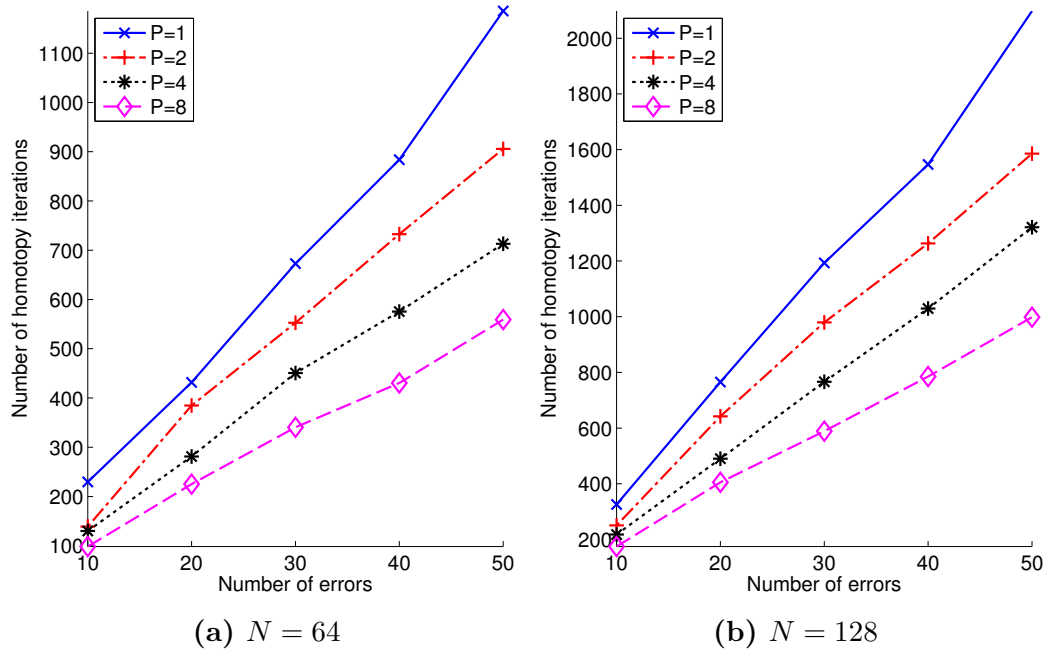 P=1
P=2
P=4
P=8
1100
1000
900
800
700
600
500
400
300
200
100
10
20
30
40
50
Number of homotopy iterations
Number of errors
(a) N = 64
P=1
P=2
P=4
P=8
2000
1800
1600
1400
1200
1000
800
600
400
200
10
20
30
40
50
Number of homotopy iterations
Number of errors
(b) N = 128